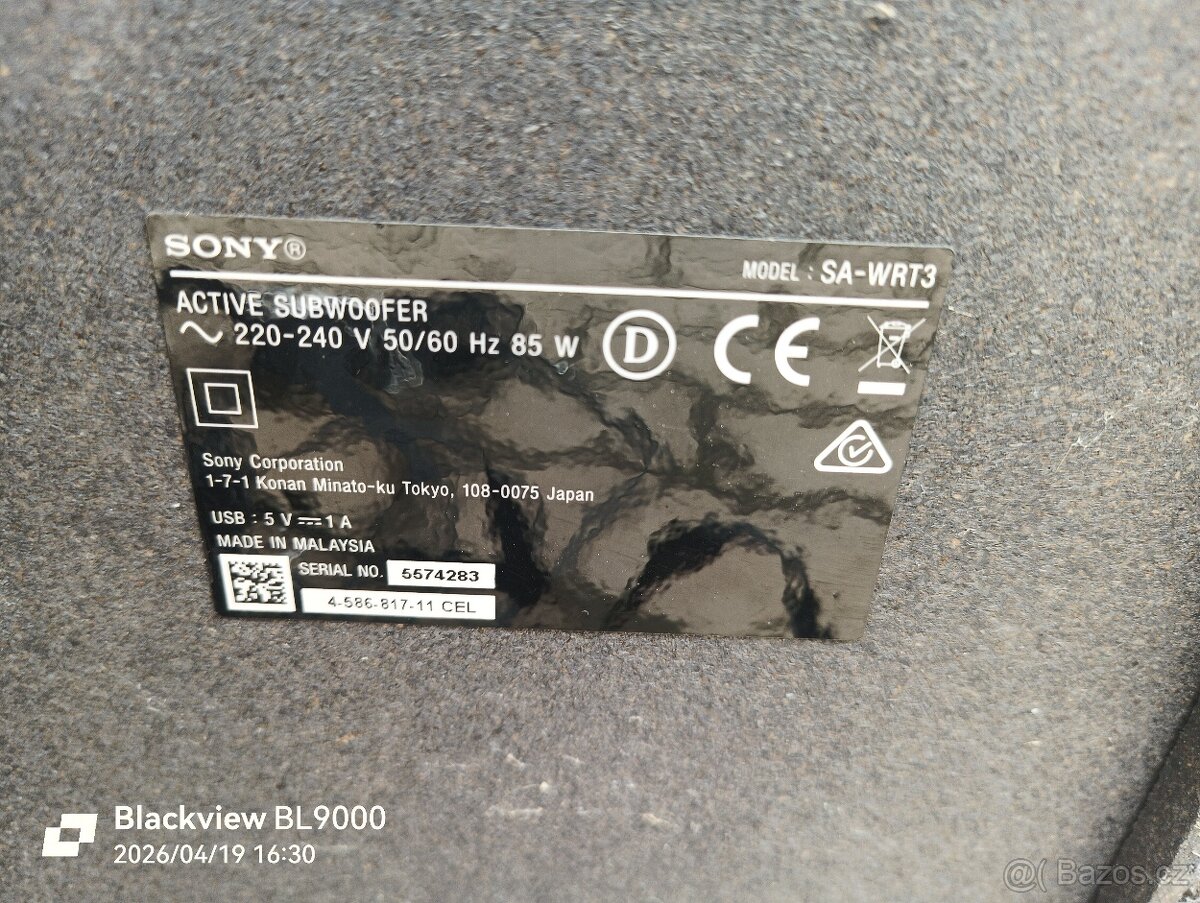 SONY®
MODEL : SA-WRT3
ACTIVE SUBWOOFER
~ 220-240 V 50/60 Hz 85 W
D
CE
Sony Corporation
1-7-1 Konan Minato-ku Tokyo, 108-0075 Japan
USB : 5 V ⎓ 1 A
MADE IN MALAYSIA
SERIAL NO. 5574283
4-586-817-11 CEL
Blackview BL9000
2026/04/19 16:30
@( Bazos.cz